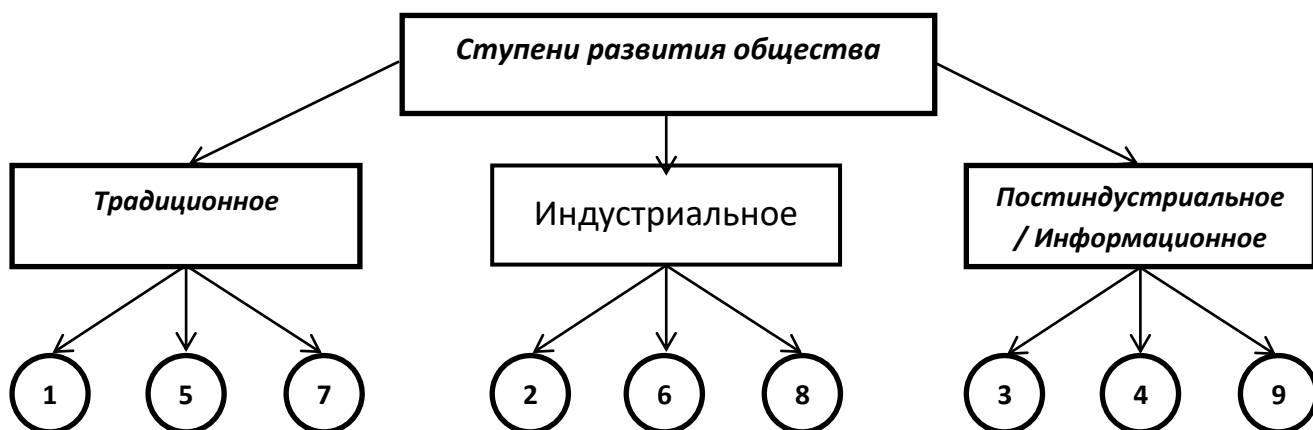 Ступени развития общества
Традиционное
Индустриальное
Постиндустриальное
/ Информационное
1 5 7 2 6 8 3 4 9